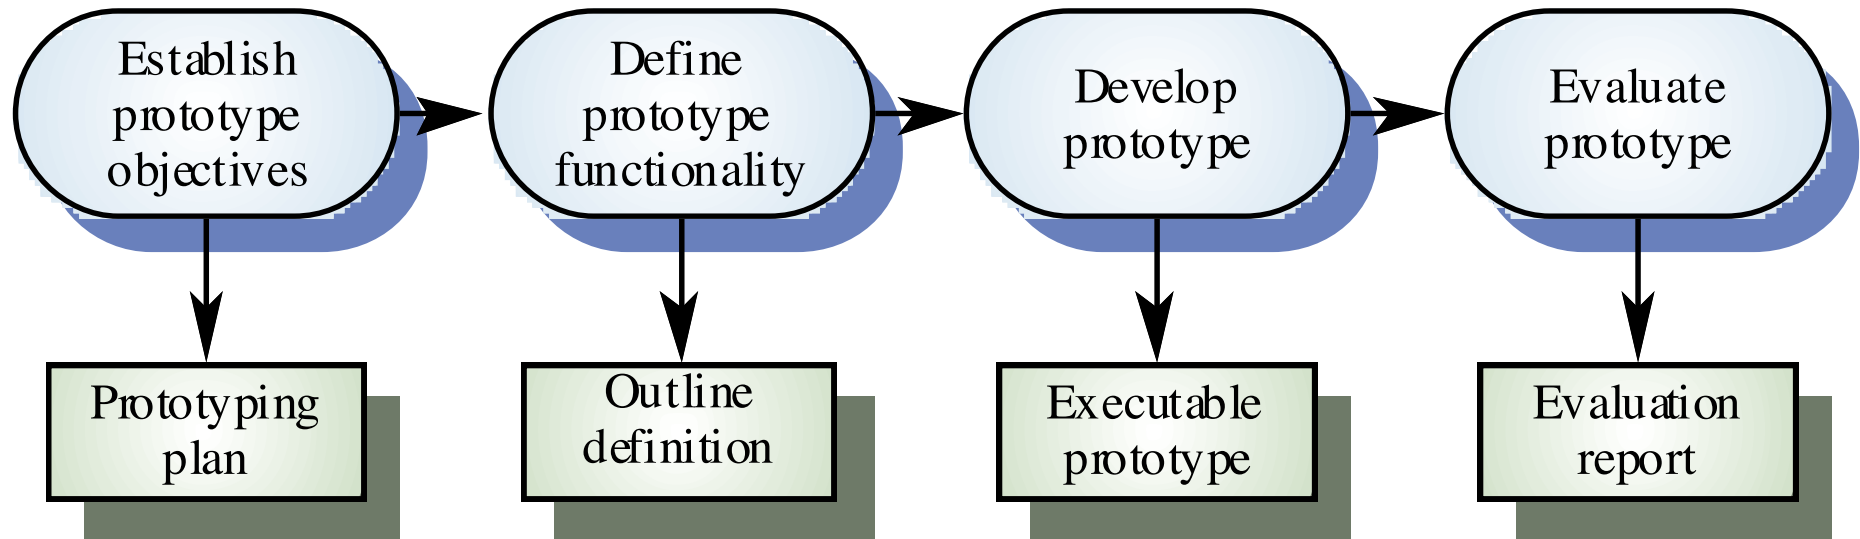 Establish
prototype
objectives
Define
prototype
functionality
Develop
prototype
Evaluate
prototype
Prototyping
plan
Outline
definition
Executable
prototype
Evaluation
report